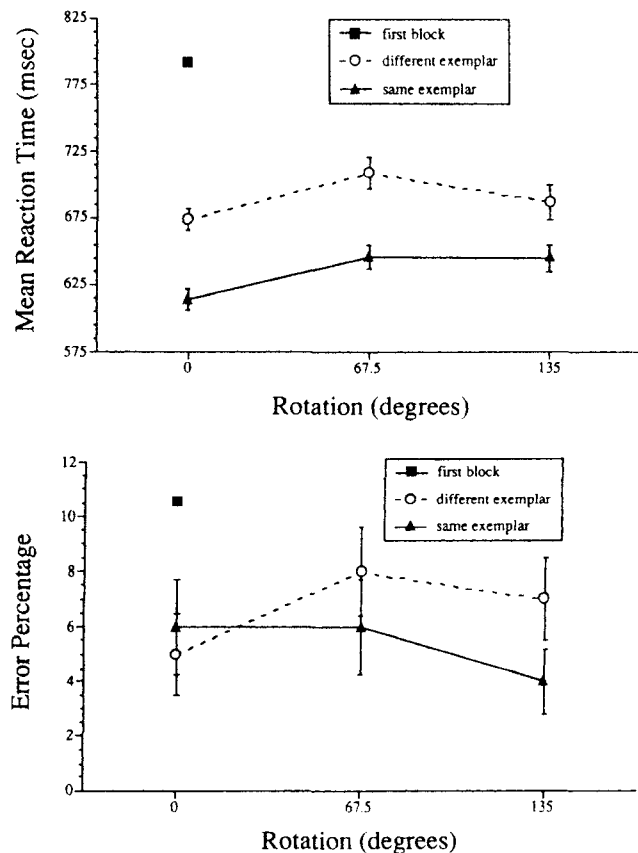 825
775
725
675
625
575
Mean Reaction Time (msec)
first block
different exemplar
same exemplar
0
67.5
135
Rotation (degrees)
12
10
8
6
4
2
0
Error Percentage
first block
different exemplar
same exemplar
0
67.5
135
Rotation (degrees)